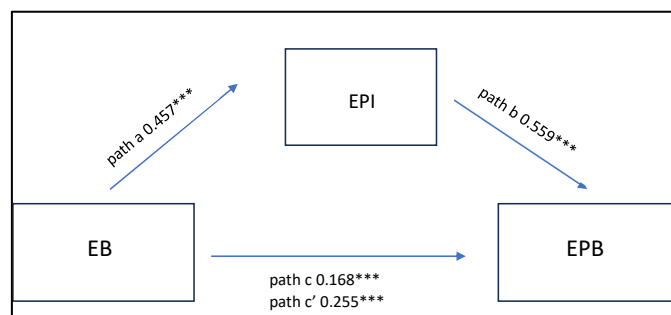 EPI
path a 0.457***
path b 0.559***
EB
EPB
path c 0.168***
path c’ 0.255***